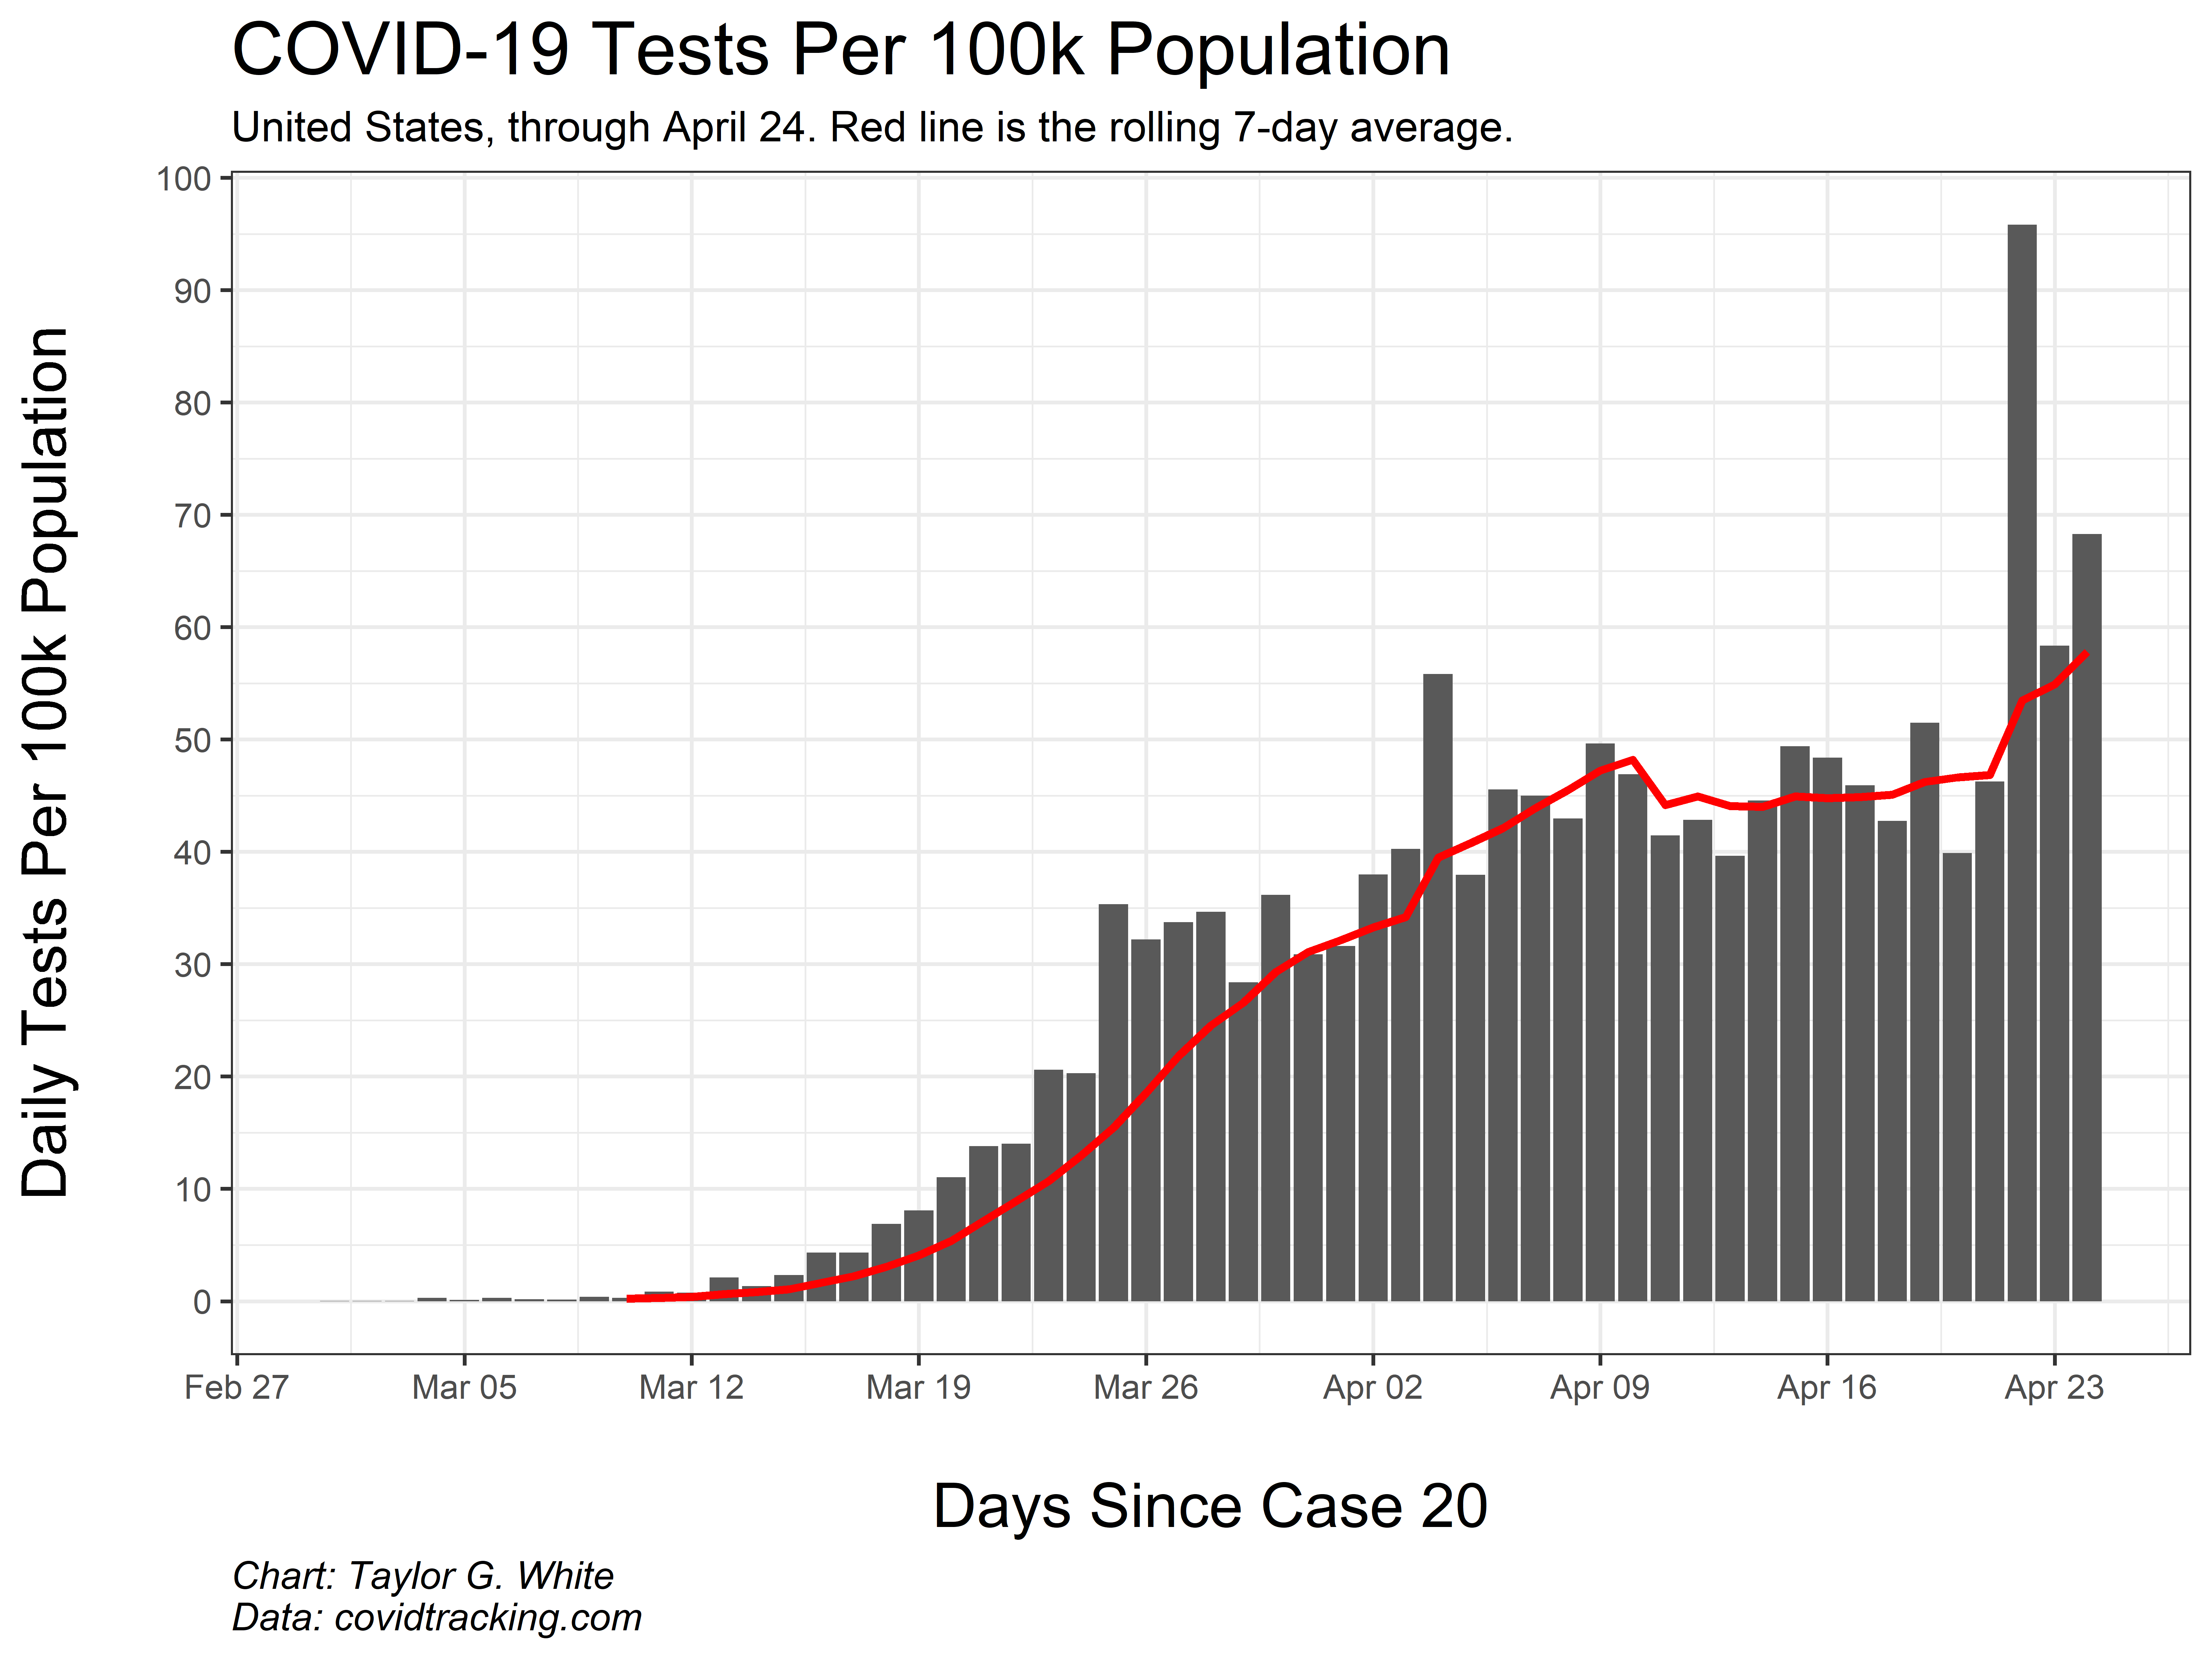 COVID-19 Tests Per 100k Population
United States, through April 24. Red line is the rolling 7-day average.
Daily Tests Per 100k Population
100
90
80
70
60
50
40
30
20
10
0
Feb 27
Mar 05
Mar 12
Mar 19
Mar 26
Apr 02
Apr 09
Apr 16
Apr 23
Days Since Case 20
Chart: Taylor G. White
Data: covidtracking.com